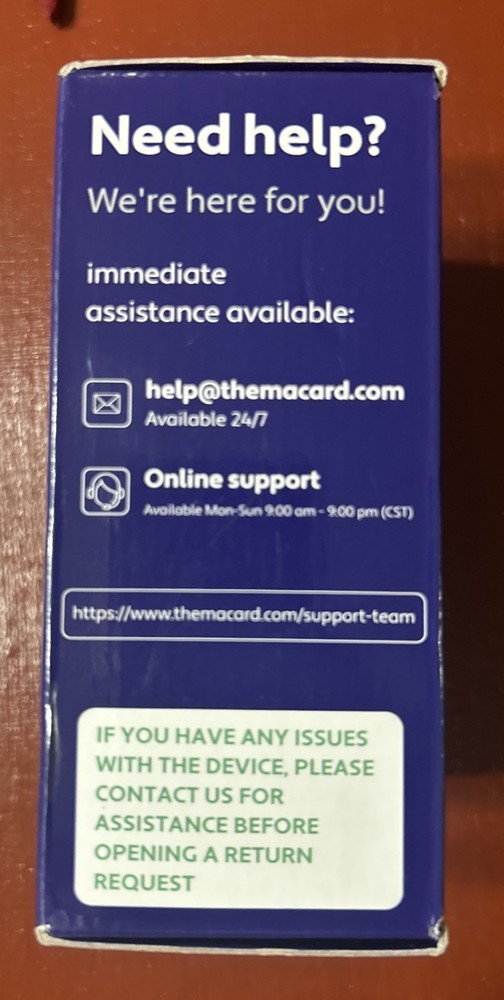 Need help?
We're here for you!
immediate
assistance available:
help@themacard.com
Available 24/7
Online support
Available Mon-Sun 9:00 am - 9:00 pm (CST)
https://www.themacard.com/support-team
IF YOU HAVE ANY ISSUES
WITH THE DEVICE, PLEASE
CONTACT US FOR
ASSISTANCE BEFORE
OPENING A RETURN
REQUEST